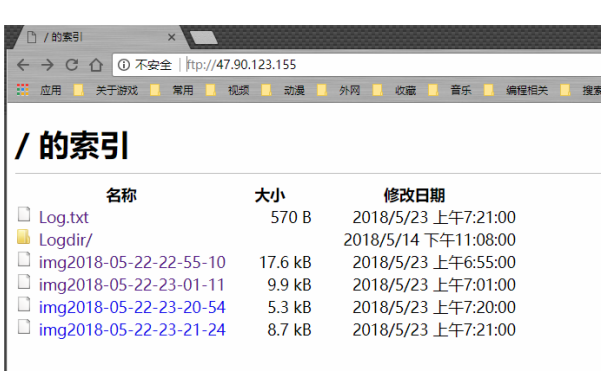 / 的索引
不安全 | ftp://47.90.123.155
应用 关于游戏 常用 视频 动漫 外网 收藏 音乐 编程相关 搜索
/ 的索引
名称 大小 修改日期
Log.txt 570 B 2018/5/23 上午7:21:00
Logdir/ 2018/5/14 下午11:08:00
img2018-05-22-22-55-10 17.6 kB 2018/5/23 上午6:55:00
img2018-05-22-23-01-11 9.9 kB 2018/5/23 上午7:01:00
img2018-05-22-23-20-54 5.3 kB 2018/5/23 上午7:20:00
img2018-05-22-23-21-24 8.7 kB 2018/5/23 上午7:21:00